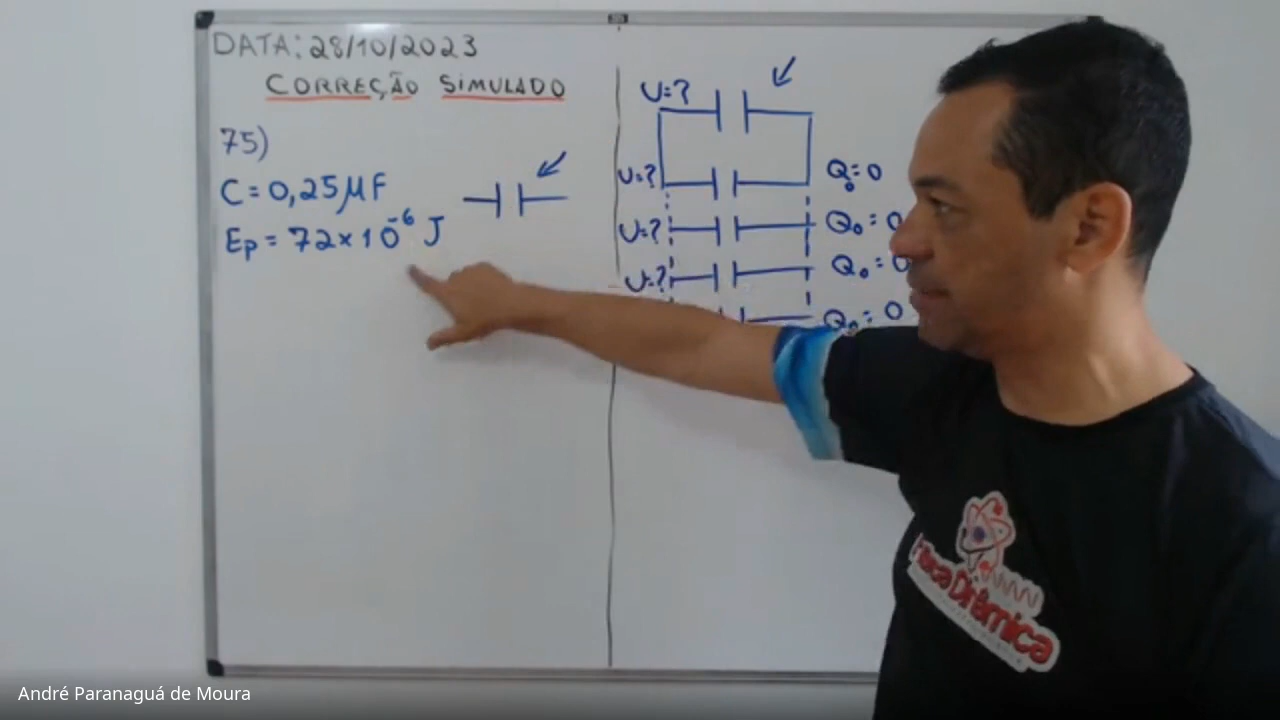 DATA: 28/10/2023
CORREÇÃO SIMULADO
75)
C = 0,25 μF
Ep = 72 × 10⁻⁶ J
U=?
U=?
Q₀=0
U=?
Q₀=0
U=?
Q₀=0
Q₀=0
Física Dinâmica
André Paranaguá de Moura